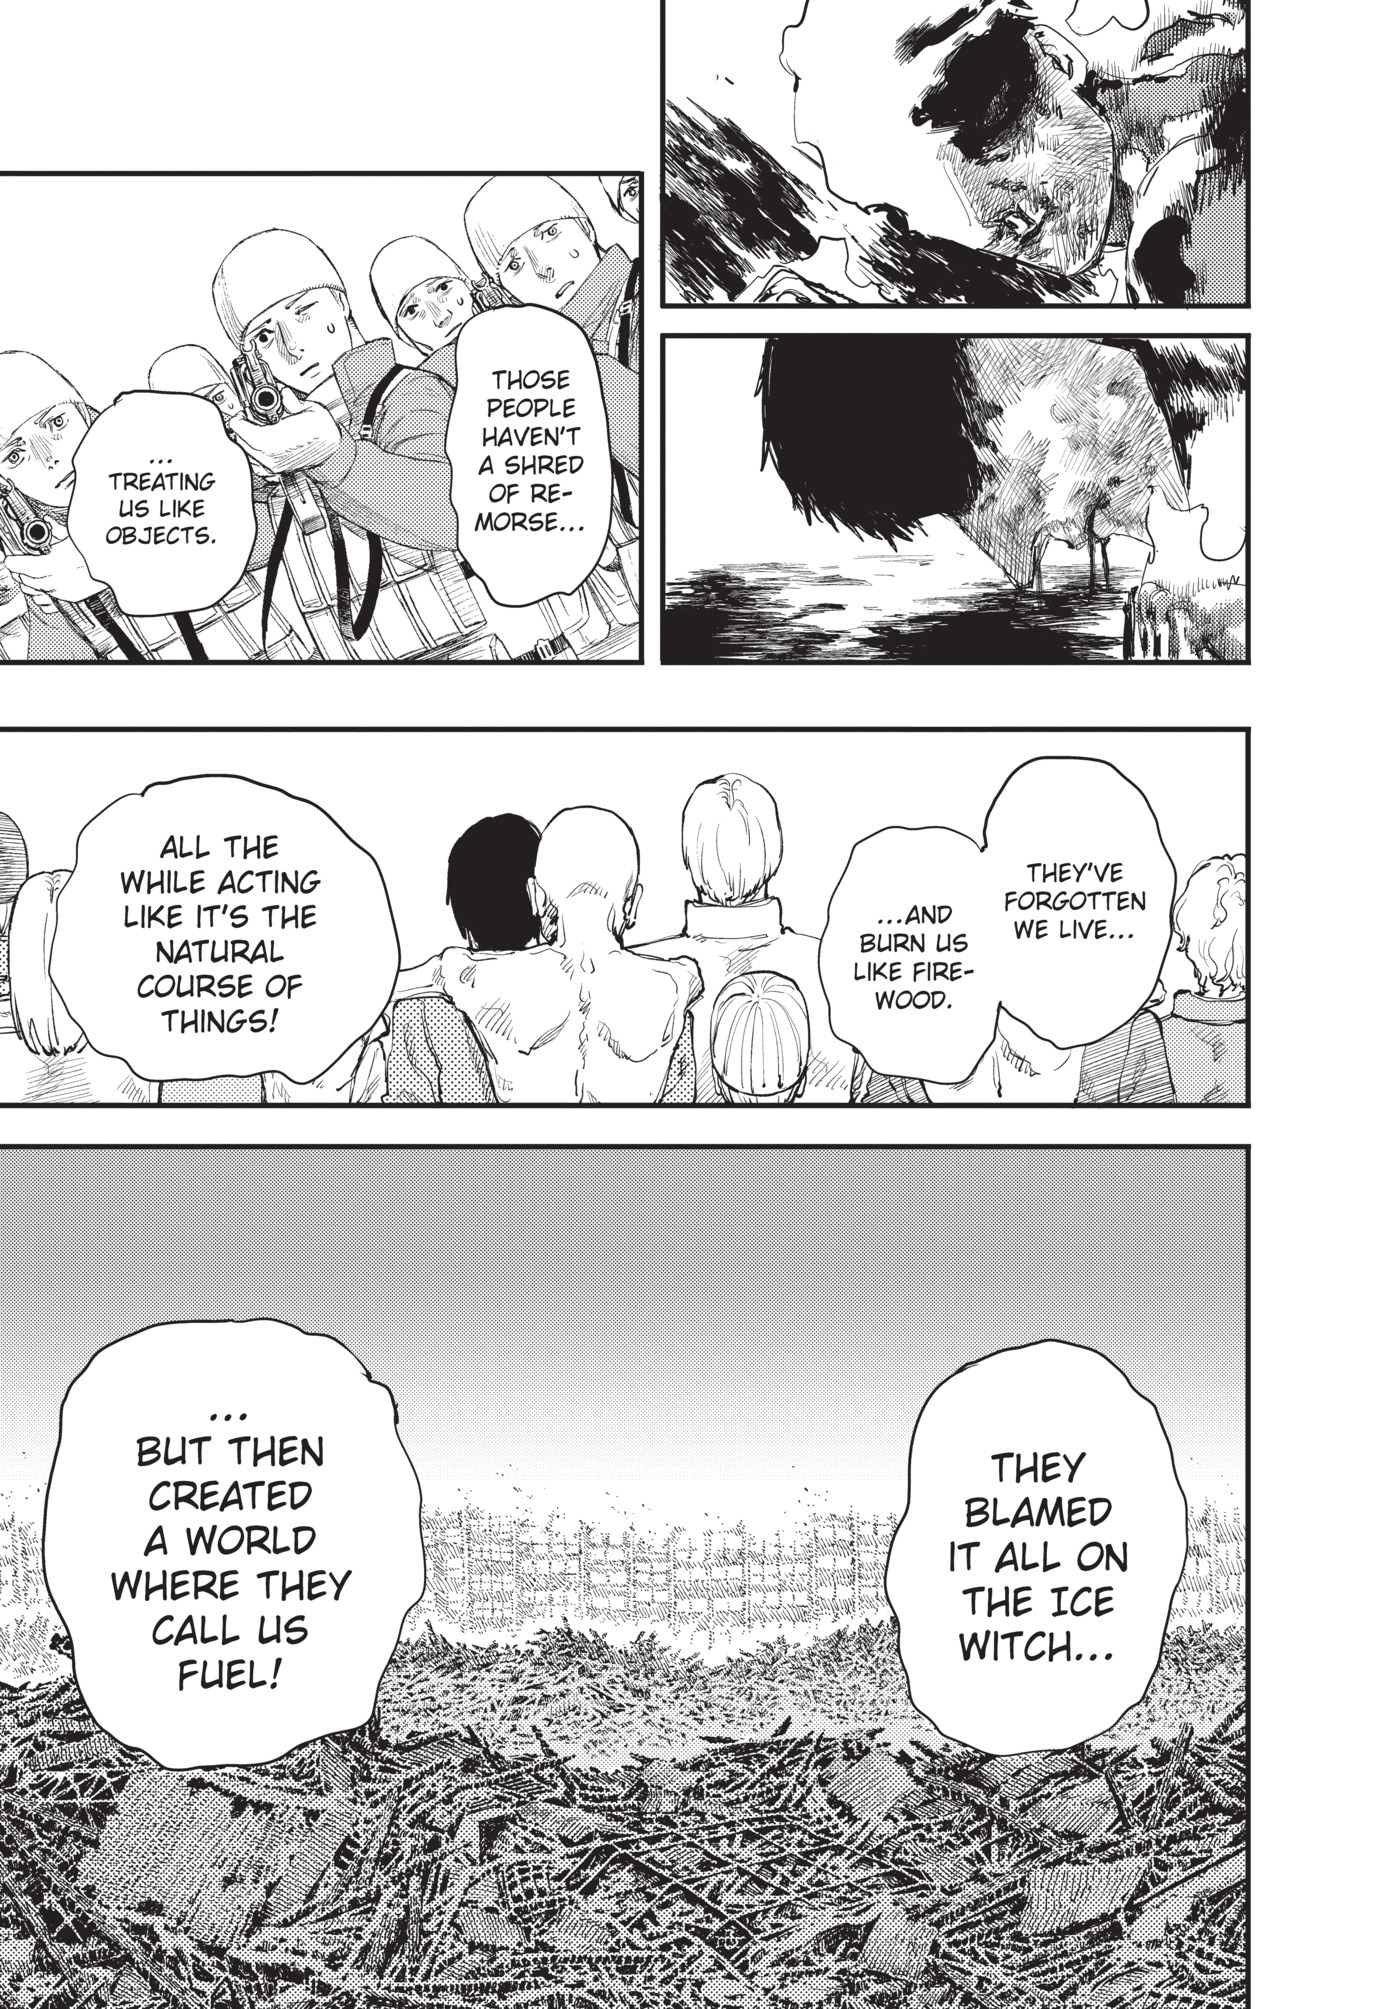 THOSE
PEOPLE
HAVEN'T
A SHRED
OF RE-
MORSE...
...
TREATING
US LIKE
OBJECTS.
THEY'VE
FORGOTTEN
WE LIVE...
...AND
BURN US
LIKE FIRE-
WOOD.
ALL THE
WHILE ACTING
LIKE IT'S THE
NATURAL
COURSE OF
THINGS!
THEY
BLAMED
IT ALL ON
THE ICE
WITCH...
...
BUT THEN
CREATED
A WORLD
WHERE THEY
CALL US
FUEL!